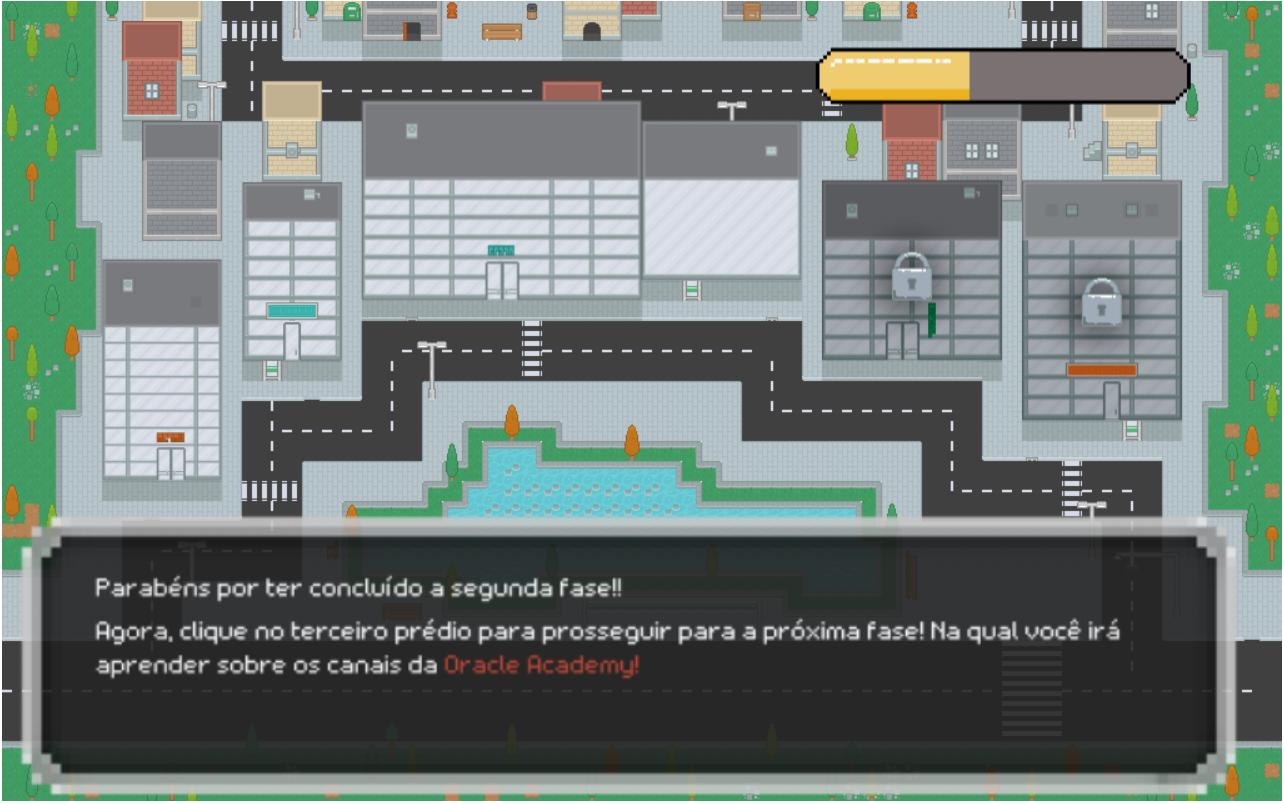 Parabéns por ter concluído a segunda fase!!
Agora, clique no terceiro prédio para prosseguir para a próxima fase! Na qual você irá
aprender sobre os canais da Oracle Academy!